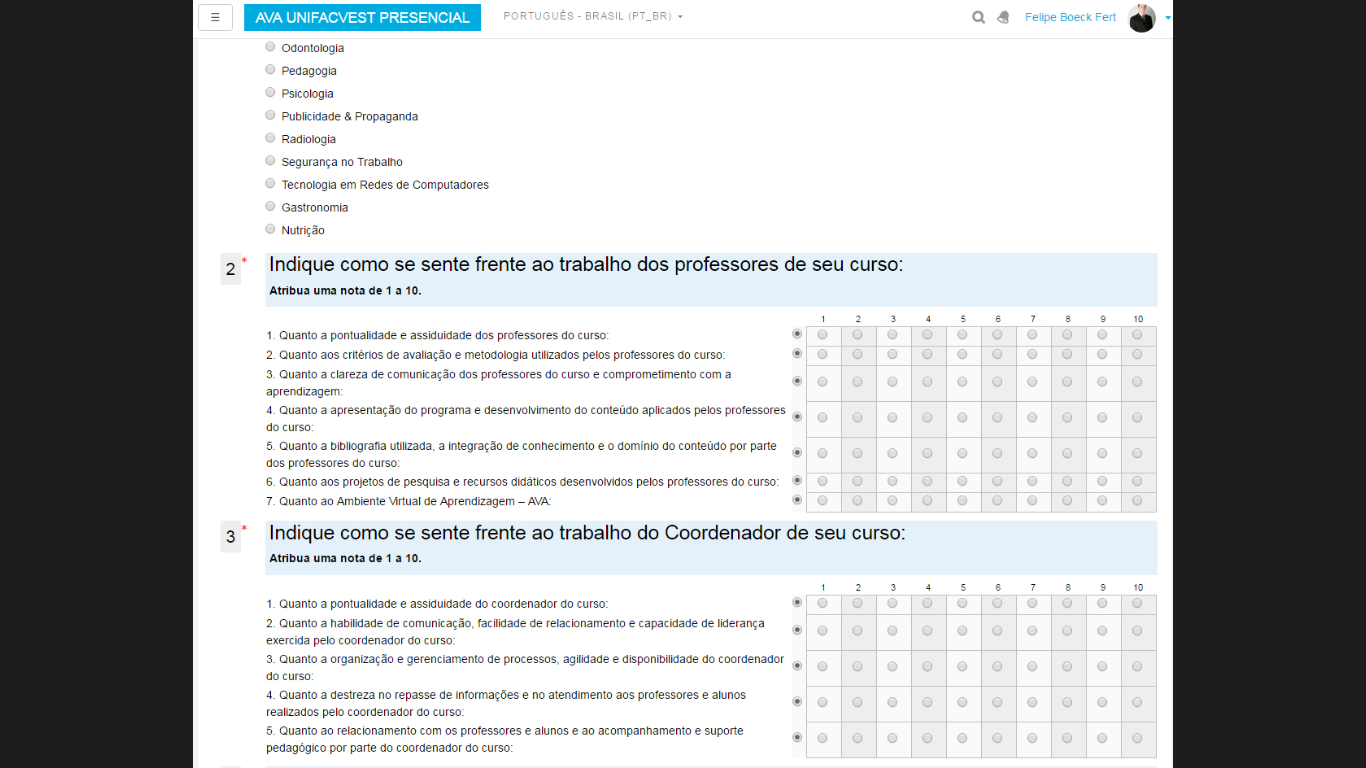 ☰ AVA UNIFACVEST PRESENCIAL PORTUGUÊS - BRASIL (PT_BR) Felipe Boeck Fert
Odontologia
Pedagogia
Psicologia
Publicidade & Propaganda
Radiologia
Segurança no Trabalho
Tecnologia em Redes de Computadores
Gastronomia
Nutrição
2 * Indique como se sente frente ao trabalho dos professores de seu curso:
Atribua uma nota de 1 a 10.
1 2 3 4 5 6 7 8 9 10
1. Quanto a pontualidade e assiduidade dos professores do curso:
2. Quanto aos critérios de avaliação e metodologia utilizados pelos professores do curso:
3. Quanto a clareza de comunicação dos professores do curso e comprometimento com a
aprendizagem:
4. Quanto a apresentação do programa e desenvolvimento do conteúdo aplicados pelos professores
do curso:
5. Quanto a bibliografia utilizada, a integração de conhecimento e o domínio do conteúdo por parte
dos professores do curso:
6. Quanto aos projetos de pesquisa e recursos didáticos desenvolvidos pelos professores do curso:
7. Quanto ao Ambiente Virtual de Aprendizagem – AVA:
3 * Indique como se sente frente ao trabalho do Coordenador de seu curso:
Atribua uma nota de 1 a 10.
1 2 3 4 5 6 7 8 9 10
1. Quanto a pontualidade e assiduidade do coordenador do curso:
2. Quanto a habilidade de comunicação, facilidade de relacionamento e capacidade de liderança
exercida pelo coordenador do curso:
3. Quanto a organização e gerenciamento de processos, agilidade e disponibilidade do coordenador
do curso:
4. Quanto a destreza no repasse de informações e no atendimento aos professores e alunos
realizados pelo coordenador do curso:
5. Quanto ao relacionamento com os professores e alunos e ao acompanhamento e suporte
pedagógico por parte do coordenador do curso: